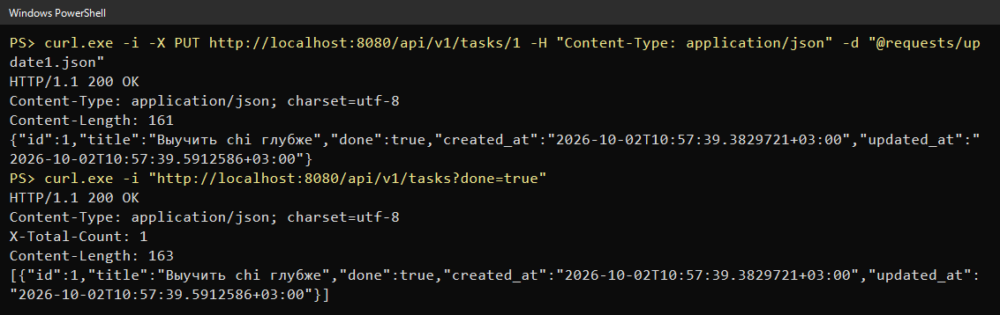 Windows PowerShell
PS> curl.exe -i -X PUT http://localhost:8080/api/v1/tasks/1 -H "Content-Type: application/json" -d "@requests/up
date1.json"
HTTP/1.1 200 OK
Content-Type: application/json; charset=utf-8
Content-Length: 161
{"id":1,"title":"Выучить chi глубже","done":true,"created_at":"2026-10-02T10:57:39.3829721+03:00","updated_at":"
2026-10-02T10:57:39.5912586+03:00"}
PS> curl.exe -i "http://localhost:8080/api/v1/tasks?done=true"
HTTP/1.1 200 OK
Content-Type: application/json; charset=utf-8
X-Total-Count: 1
Content-Length: 163
[{"id":1,"title":"Выучить chi глубже","done":true,"created_at":"2026-10-02T10:57:39.3829721+03:00","updated_at":
"2026-10-02T10:57:39.5912586+03:00"}]